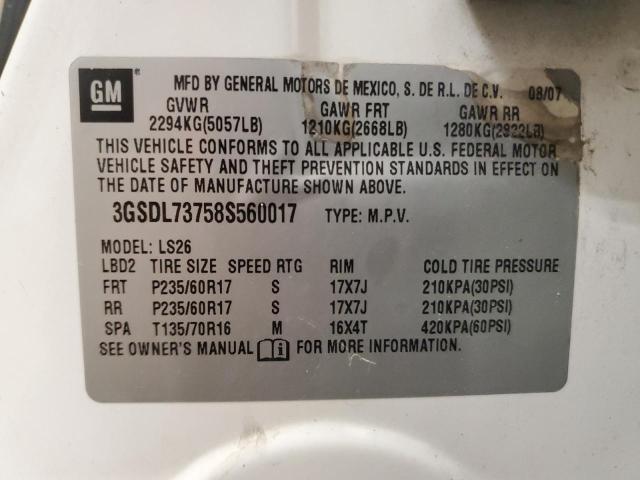 GM MFD BY GENERAL MOTORS DE MEXICO, S. DE R.L. DE C.V. 08/07
GVWR GAWR FRT GAWR RR
2294KG(5057LB) 1210KG(2668LB) 1280KG(2822LB)
THIS VEHICLE CONFORMS TO ALL APPLICABLE U.S. FEDERAL MOTOR
VEHICLE SAFETY AND THEFT PREVENTION STANDARDS IN EFFECT
ON THE DATE OF MANUFACTURE SHOWN ABOVE.
3GSDL73758S560017 TYPE: M.P.V.
MODEL: LS26
LBD2 TIRE SIZE SPEED RTG RIM COLD TIRE PRESSURE
FRT P235/60R17 S 17X7J 210KPA(30PSI)
RR P235/60R17 S 17X7J 210KPA(30PSI)
SPA T135/70R16 M 16X4T 420KPA(60PSI)
SEE OWNER'S MANUAL i FOR MORE INFORMATION.